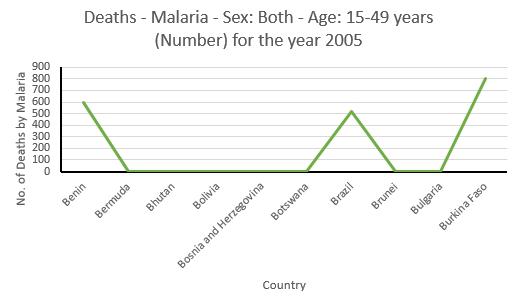 Deaths - Malaria - Sex: Both - Age: 15-49 years
(Number) for the year 2005
No. of Deaths by Malaria
900
800
700
600
500
400
300
200
100
0
Benin
Bermuda
Bhutan
Bolivia
Bosnia and Herzegovina
Botswana
Brazil
Brunei
Bulgaria
Burkina Faso
Country